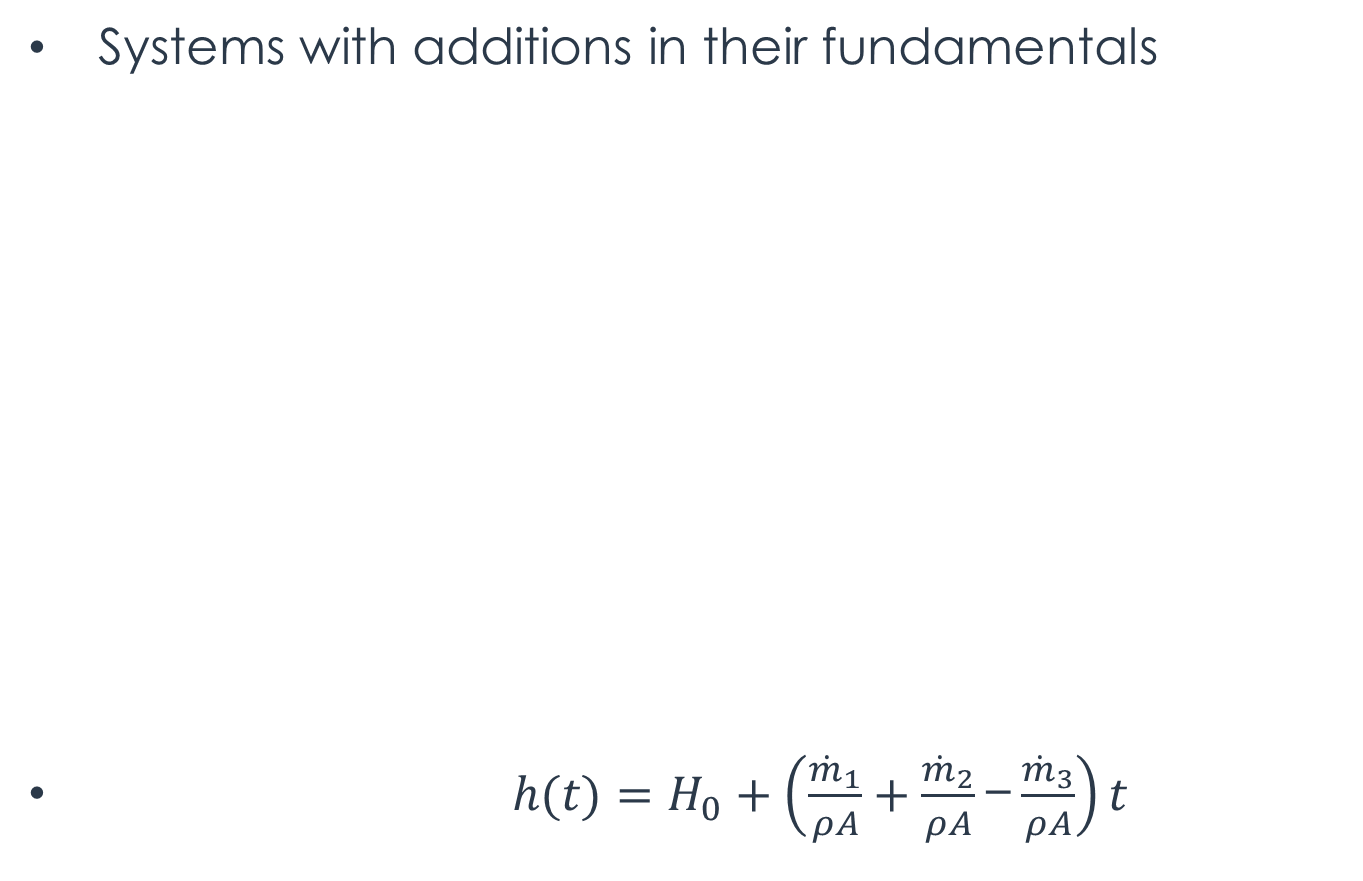 • Systems with additions in their fundamentals
• h(t) = H₀ + (ṁ₁/ρA + ṁ₂/ρA − ṁ₃/ρA) t